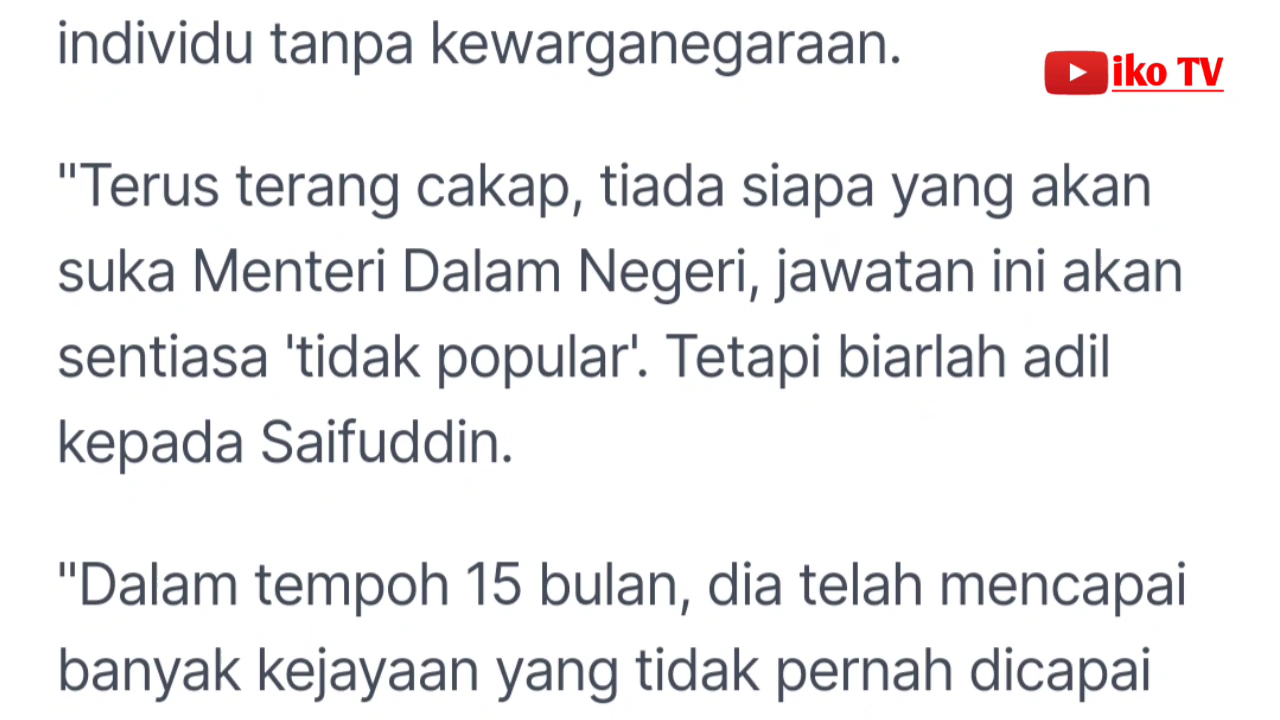 individu tanpa kewarganegaraan.
iko TV
"Terus terang cakap, tiada siapa yang akan
suka Menteri Dalam Negeri, jawatan ini akan
sentiasa 'tidak popular'. Tetapi biarlah adil
kepada Saifuddin.
"Dalam tempoh 15 bulan, dia telah mencapai
banyak kejayaan yang tidak pernah dicapai